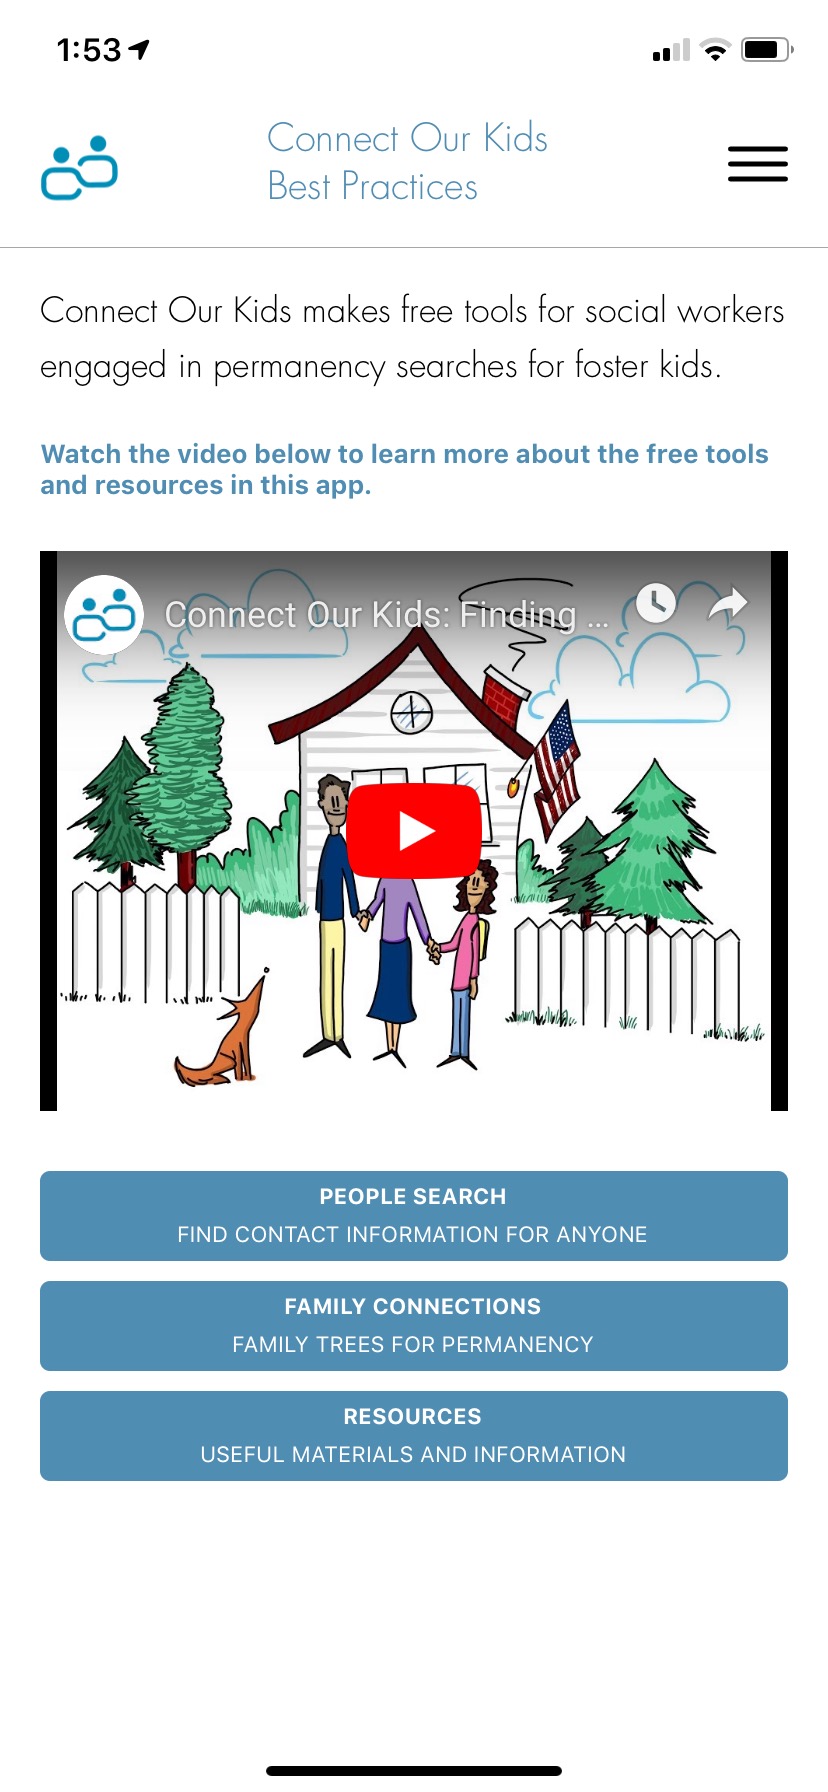 1:53
Connect Our Kids
Best Practices
Connect Our Kids makes free tools for social workers
engaged in permanency searches for foster kids.
Watch the video below to learn more about the free tools
and resources in this app.
Connect Our Kids: Finding ...
PEOPLE SEARCH
FIND CONTACT INFORMATION FOR ANYONE
FAMILY CONNECTIONS
FAMILY TREES FOR PERMANENCY
RESOURCES
USEFUL MATERIALS AND INFORMATION